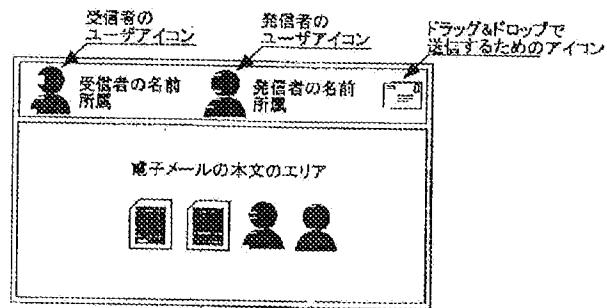 受信者の
ユーザアイコン
発信者の
ユーザアイコン
ドラッグ&ドロップで
送信するためのアイコン
受信者の名前
所属
発信者の名前
所属
電子メールの本文のエリア